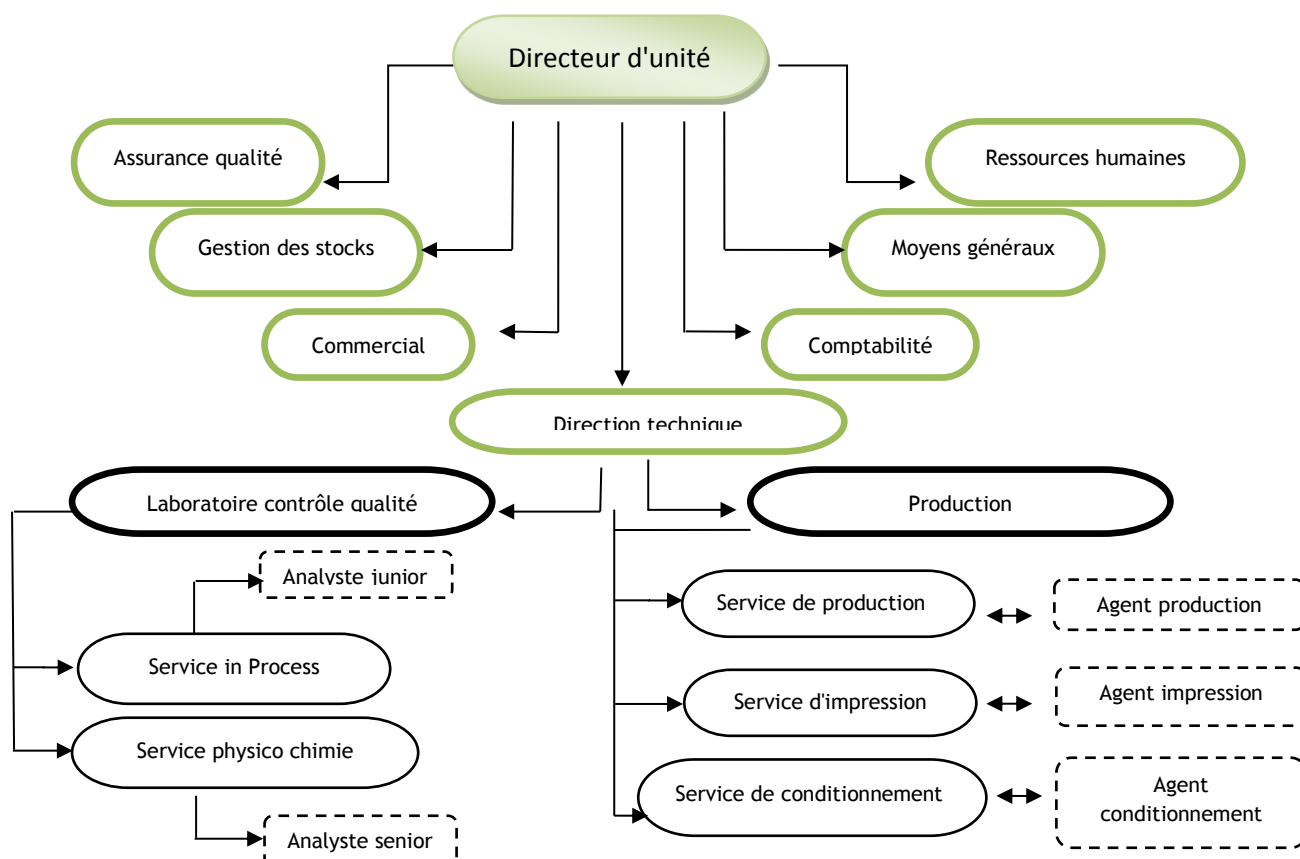 Directeur d'unité
Assurance qualité
Ressources humaines
Gestion des stocks
Moyens généraux
Commercial
Comptabilité
Direction technique
Laboratoire contrôle qualité
Production
Analyste junior
Service de production
Agent production
Service in Process
Service d'impression
Agent impression
Service physico chimie
Service de conditionnement
Agent
conditionnement
Analyste senior